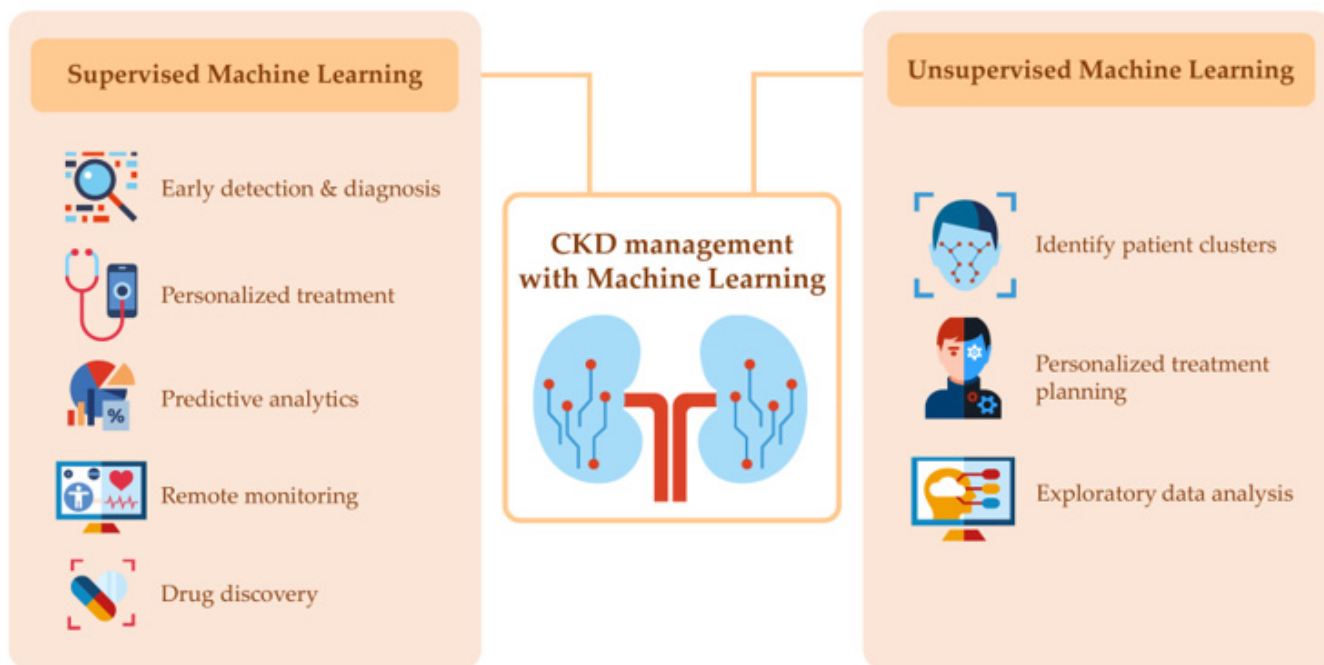 Supervised Machine Learning
Early detection & diagnosis
Personalized treatment
Predictive analytics
%
Remote monitoring
Drug discovery
CKD management
with Machine Learning
Unsupervised Machine Learning
Identify patient clusters
Personalized treatment
planning
Exploratory data analysis